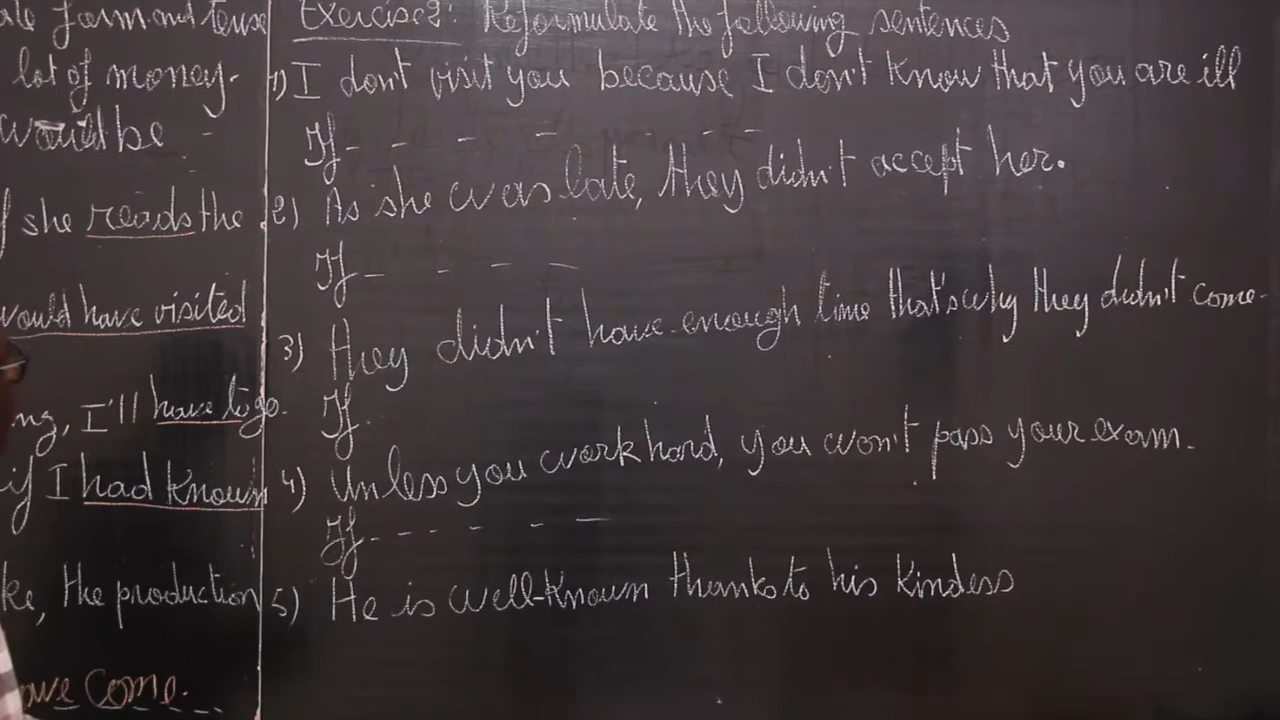 form and tense
lot of money.
would be
she reads the
would have visited
I'll have to go.
if I had known
the production
come.
Exercise 2: Reformulate the following sentences
1) I don't visit you because I don't know that you are ill
If - - - - - - -
2) As she was late, they didn't accept her.
If - - - -
3) They didn't have enough time that's why they didn't come.
If.
4) Unless you work hard, you won't pass your exam.
If - - - - - -
5) He is well-known thanks to his kindess